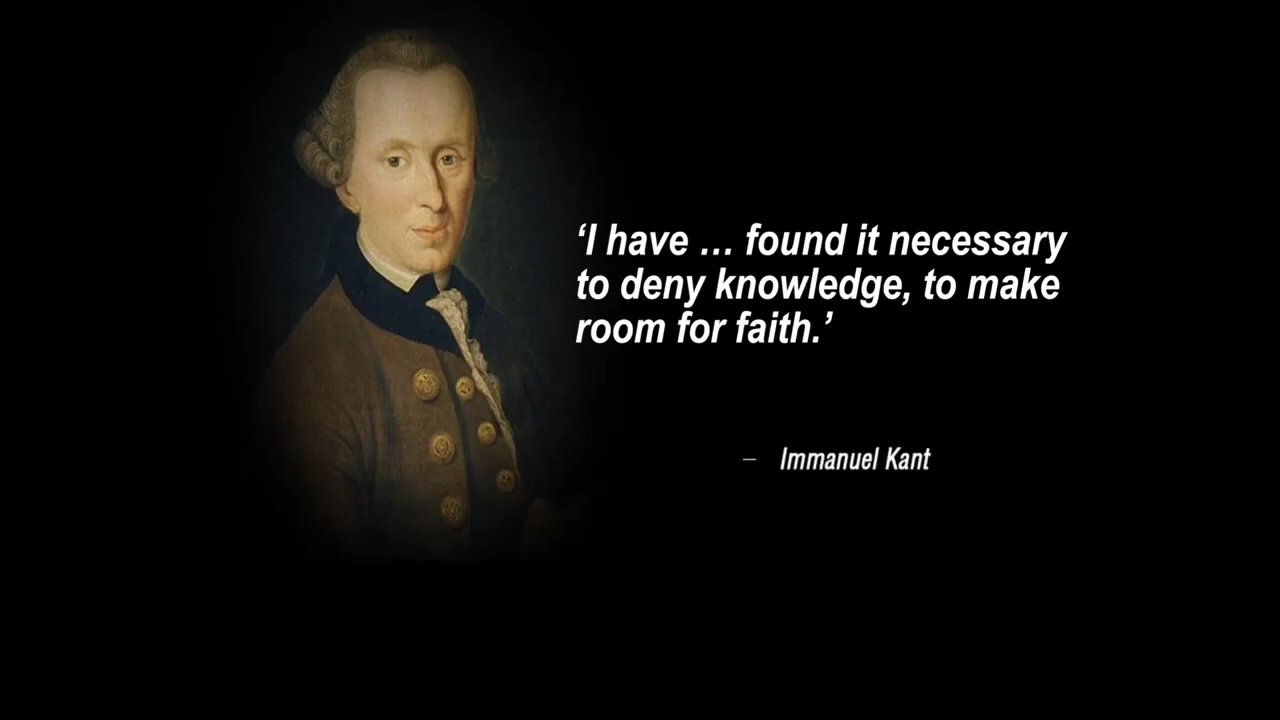 ‘I have ... found it necessary
to deny knowledge, to make
room for faith.’
– Immanuel Kant